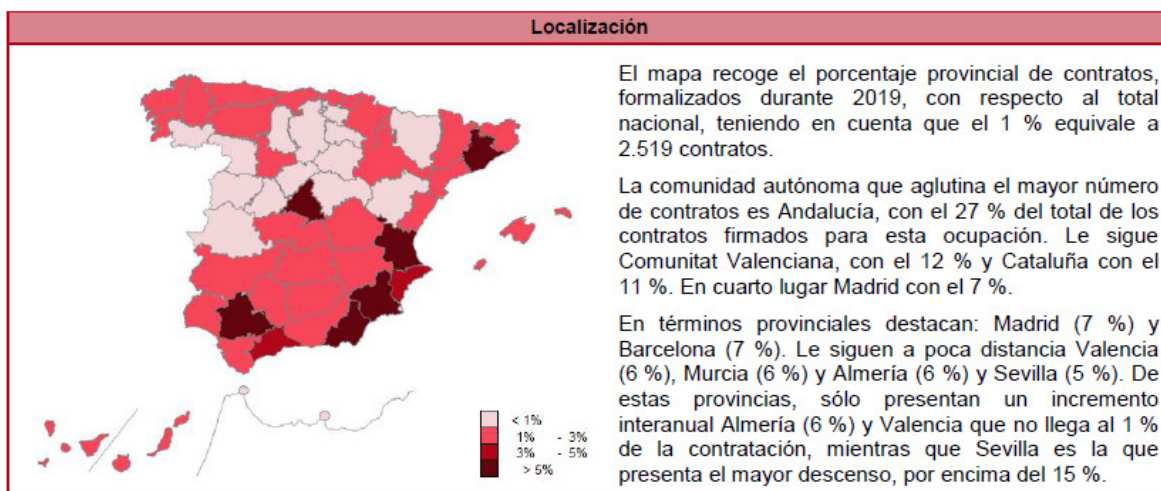 Localización
El mapa recoge el porcentaje provincial de contratos,
formalizados durante 2019, con respecto al total
nacional, teniendo en cuenta que el 1 % equivale a
2.519 contratos.
La comunidad autónoma que aglutina el mayor número
de contratos es Andalucía, con el 27 % del total de los
contratos firmados para esta ocupación. Le sigue
Comunitat Valenciana, con el 12 % y Cataluña con el
11 %. En cuarto lugar Madrid con el 7 %.
En términos provinciales destacan: Madrid (7 %) y
Barcelona (7 %). Le siguen a poca distancia Valencia
(6 %), Murcia (6 %) y Almería (6 %) y Sevilla (5 %). De
estas provincias, sólo presentan un incremento
interanual Almería (6 %) y Valencia que no llega al 1 %
de la contratación, mientras que Sevilla es la que
presenta el mayor descenso, por encima del 15 %.
< 1%
1% - 3%
3% - 5%
> 5%